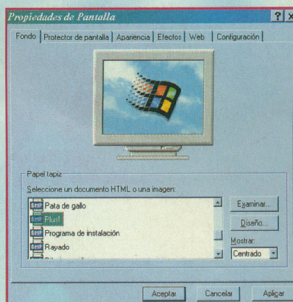 Propiedades de Pantalla
Fondo Protector de pantalla Apariencia Efectos Web Configuración
Papel tapiz
Seleccione un documento HTML o una imagen:
Pata de gallo
Plus!
Programa de instalación
Rayado
Examinar...
Diseño...
Mostrar:
Centrado
Aceptar Cancelar Aplicar